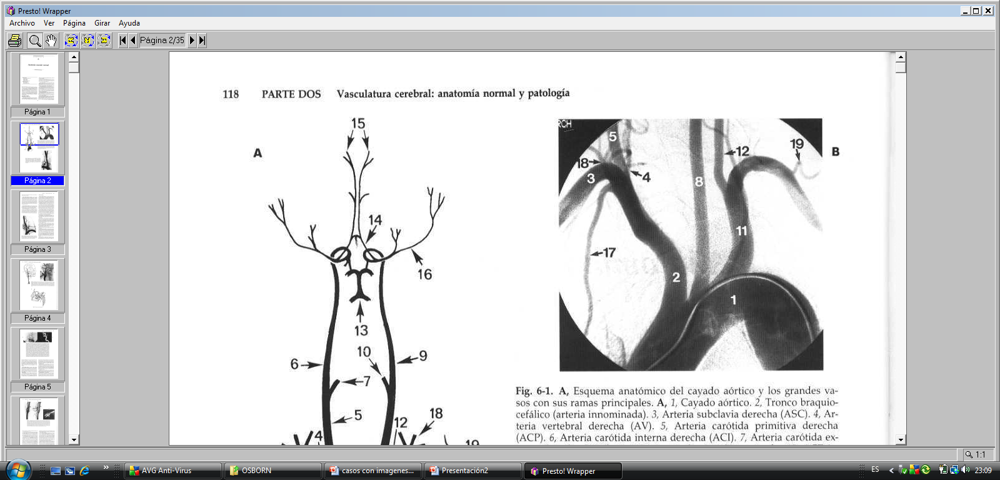 Presto! Wrapper
Archivo Ver Página Girar Ayuda
Página 2/35
Página 1
Página 2
Página 3
Página 4
Página 5
118 PARTE DOS Vasculatura cerebral: anatomía normal y patología
A
15
14
16
13
10
6
9
7
5
18
12
4
19
RCH
B
5
19
12
18
3
4
8
11
17
2
1
Fig. 6-1. A, Esquema anatómico del cayado aórtico y los grandes va-
sos con sus ramas principales. A, 1, Cayado aórtico. 2, Tronco braquio-
cefálico (arteria innominada). 3, Arteria subclavia derecha (ASC). 4, Ar-
teria vertebral derecha (AV). 5, Arteria carótida primitiva derecha
(ACP). 6, Arteria carótida interna derecha (ACI). 7, Arteria carótida ex-
1:1
AVG Anti-Virus
OSBORN
casos con imagenes...
Presentación2
Presto! Wrapper
ES
23:09